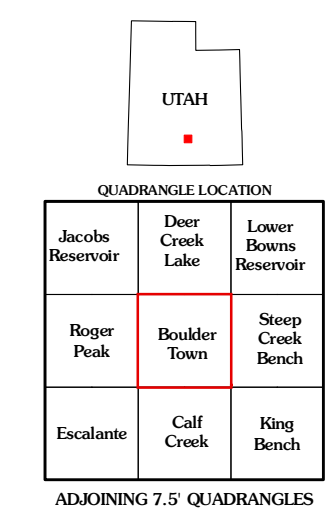 UTAH
QUADRANGLE LOCATION
Jacobs
Reservoir
Deer
Creek
Lake
Lower
Bowns
Reservoir
Roger
Peak
Boulder
Town
Steep
Creek
Bench
Escalante
Calf
Creek
King
Bench
ADJOINING 7.5' QUADRANGLES